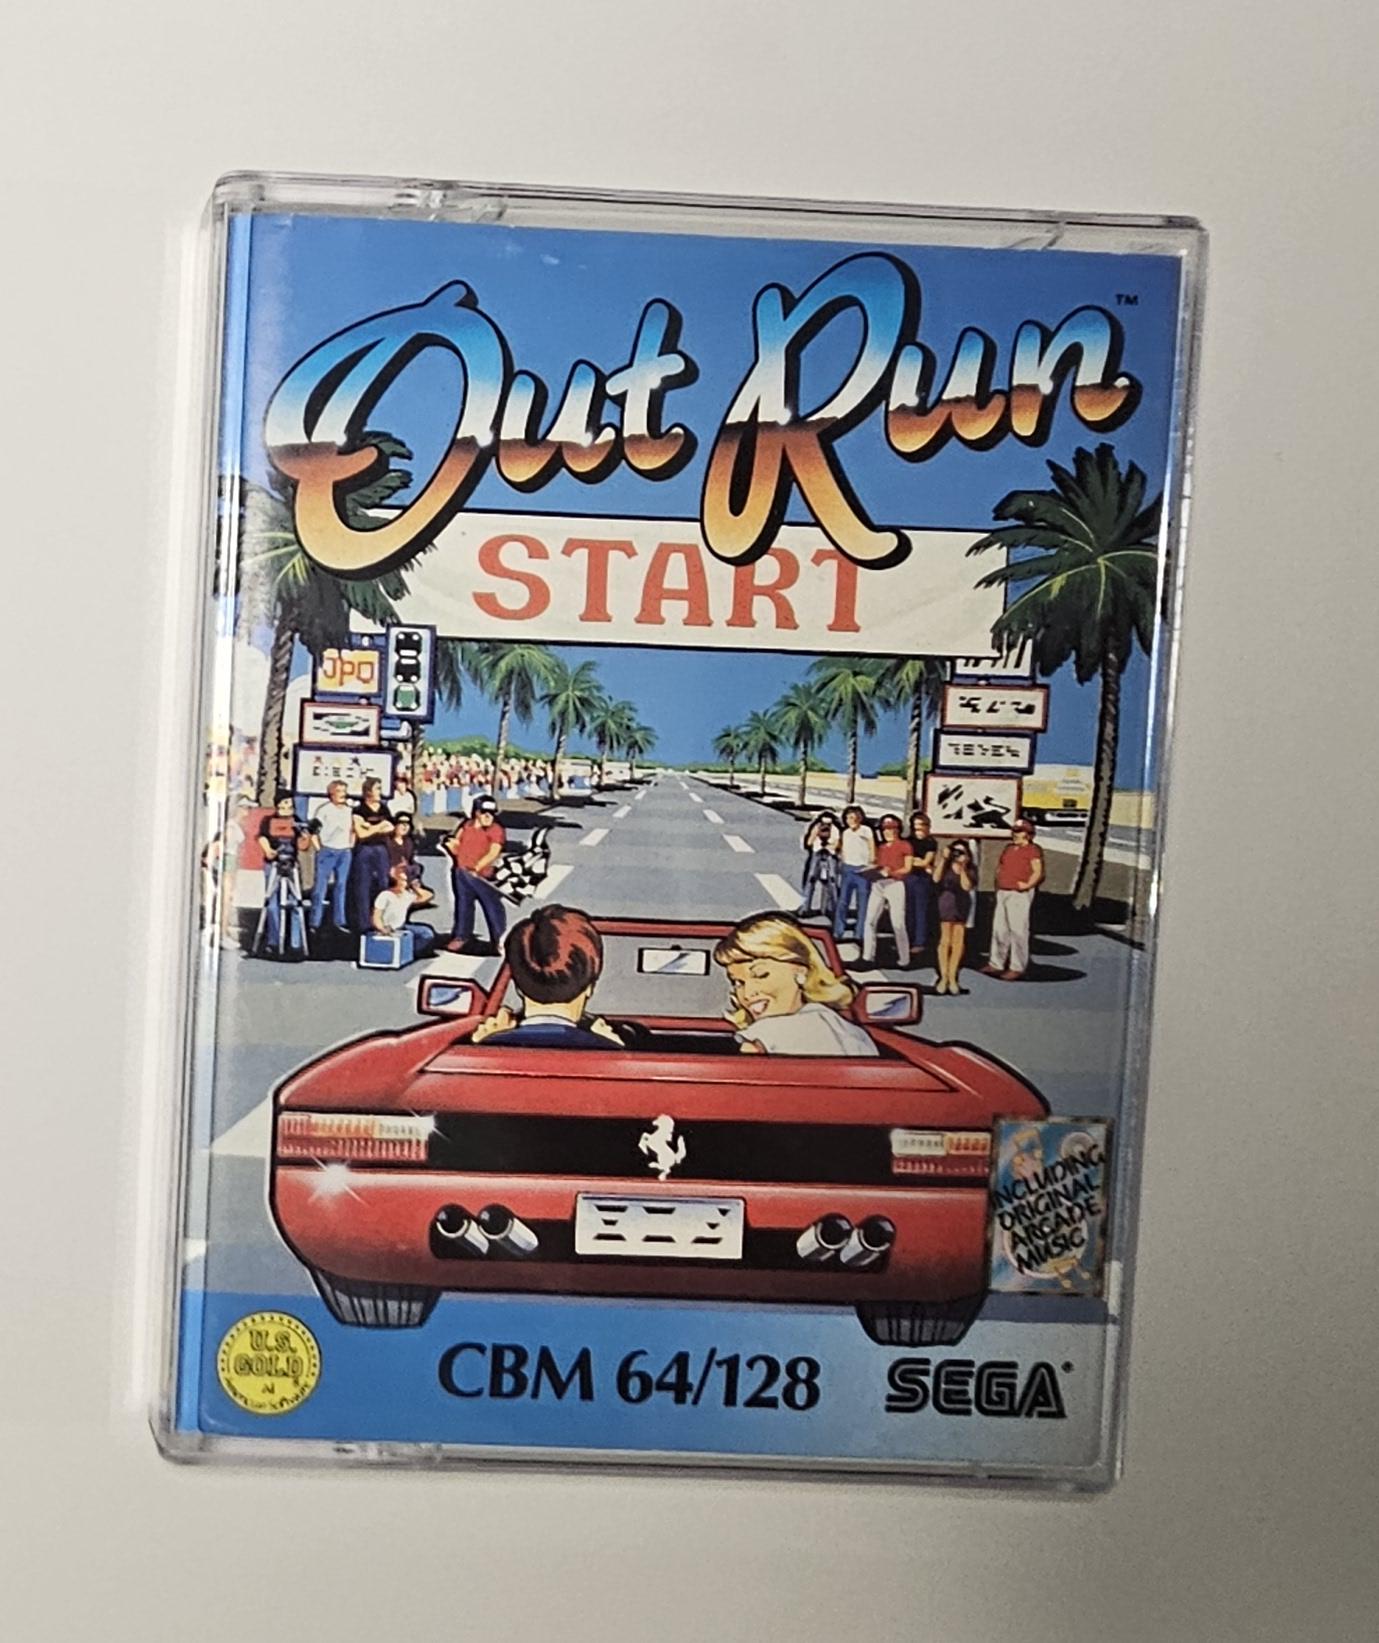 Out Run ™
START
JPO
INCLUDING
ORIGINAL
ARCADE
MUSIC
U.S.
GOLD
CBM 64/128
SEGA®